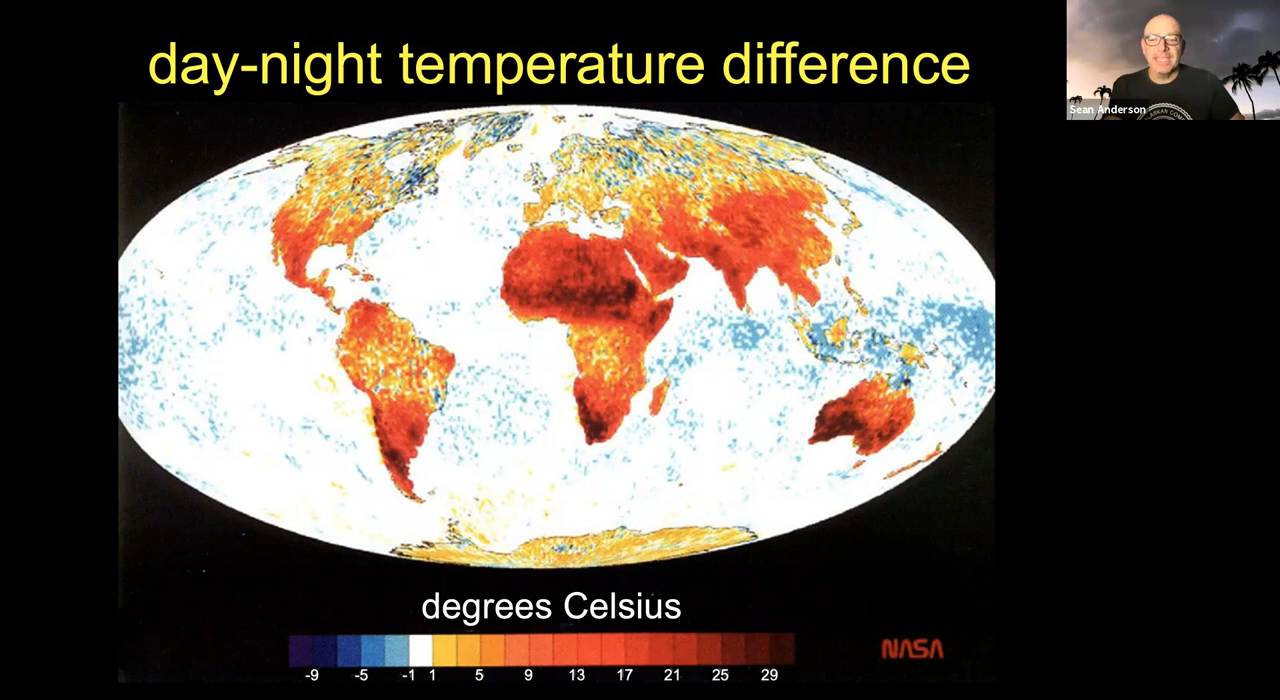 day-night temperature difference
Sean Anderson
degrees Celsius
-9 -5 -1 1 5 9 13 17 21 25 29
NASA